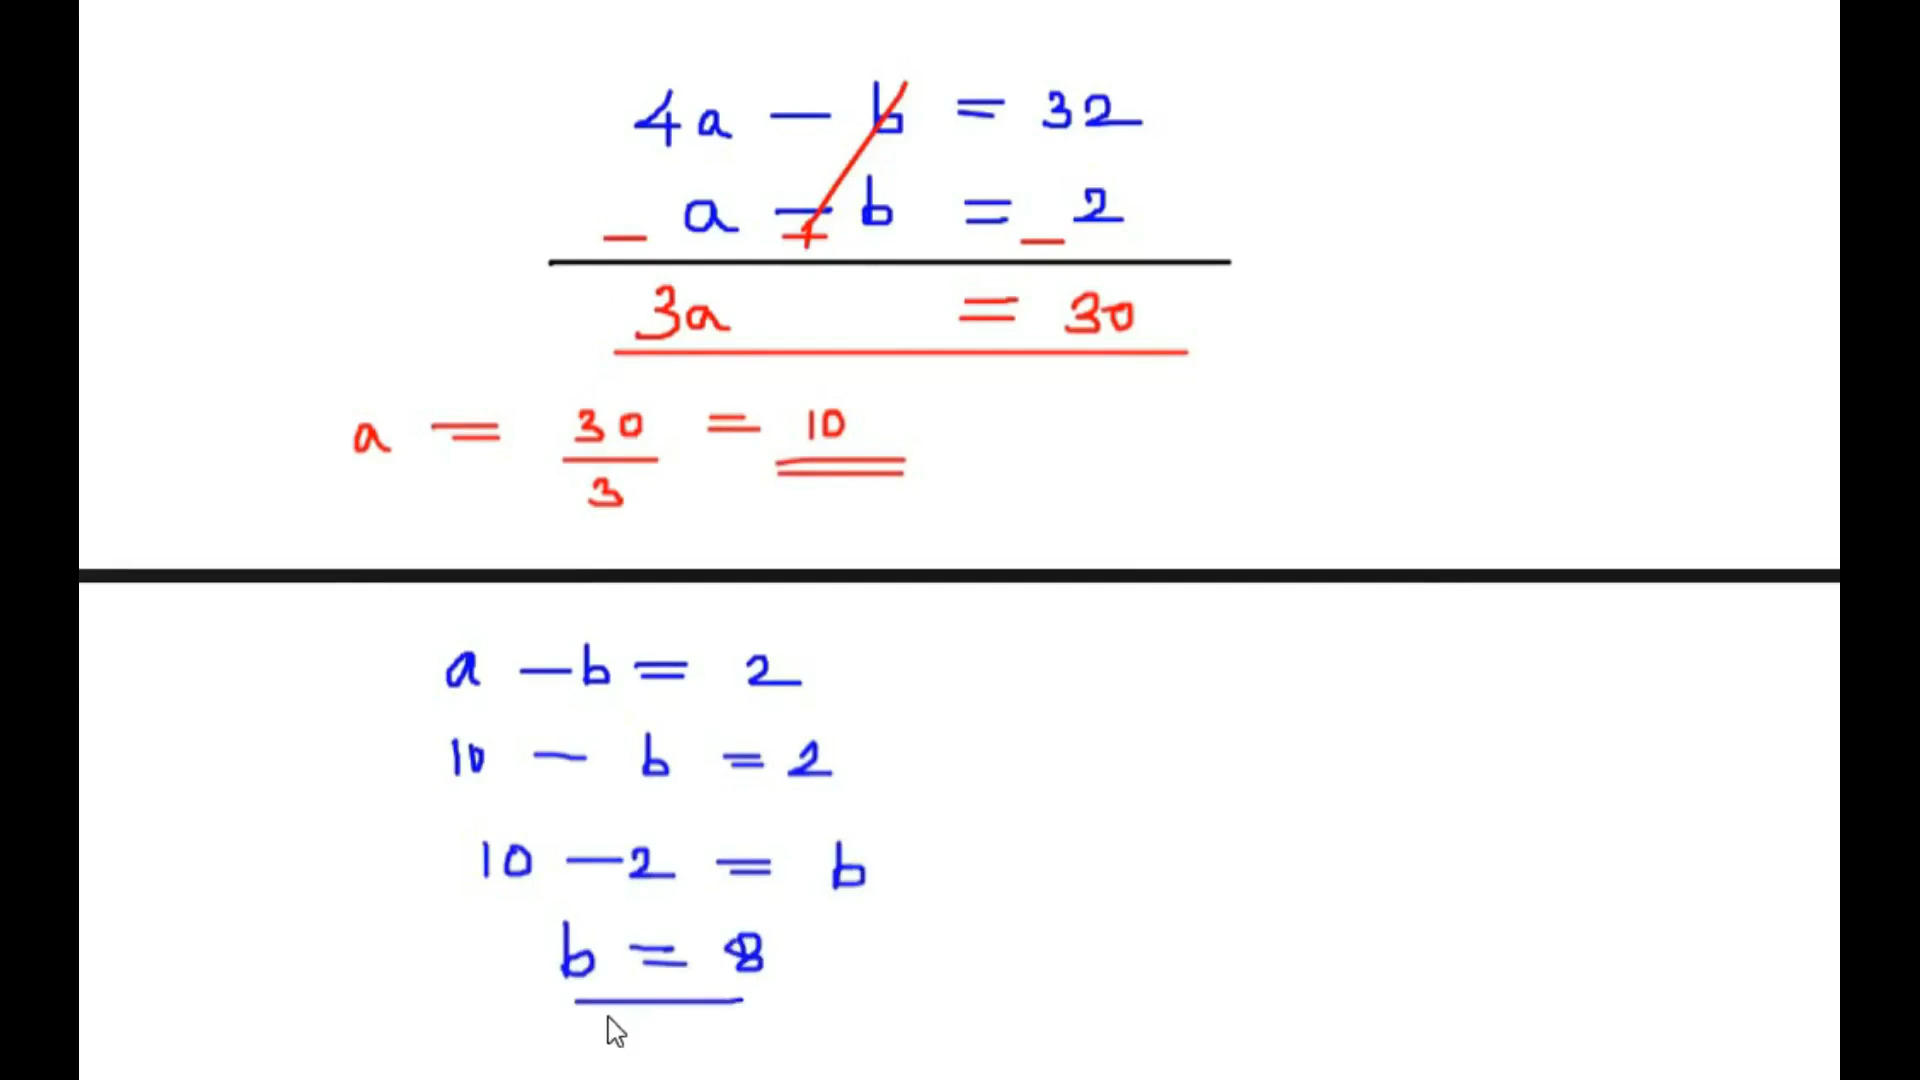 4a - b = 32
a - b = 2
- + -
3a = 30
a = 30/3 = 10
a - b = 2
10 - b = 2
10 - 2 = b
b = 8